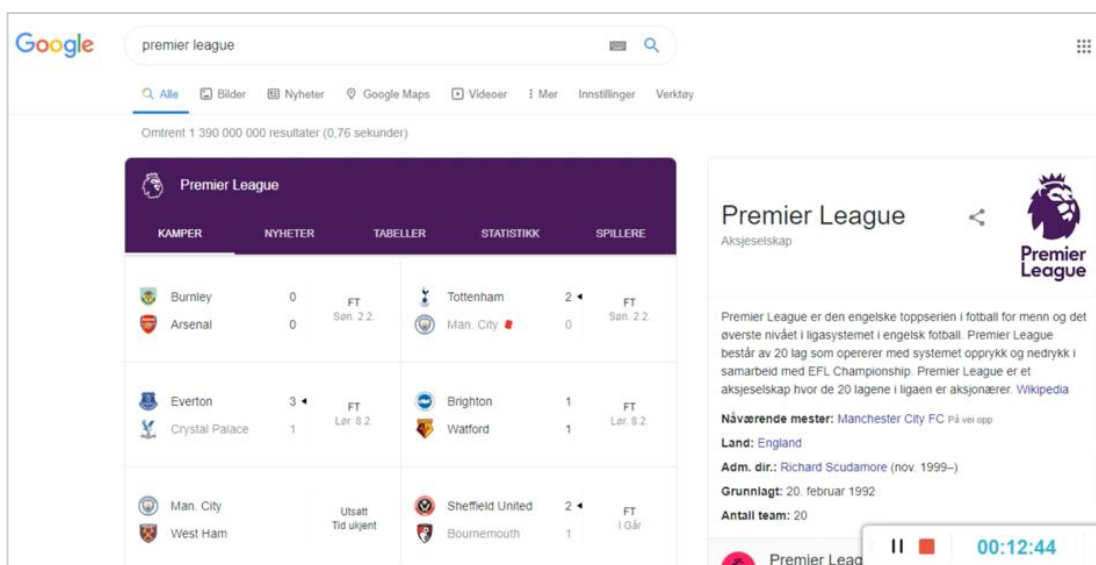 Google
premier league
Alle Bilder Nyheter Google Maps Videoer Mer Innstillinger Verktøy
Omtrent 1 390 000 000 resultater (0,76 sekunder)
Premier League
KAMPER NYHETER TABELLER STATISTIKK SPILLERE
Burnley 0
Arsenal 0
FT
Søn. 2.2.
Tottenham 2
Man. City 0
FT
Søn. 2.2.
Everton 3
Crystal Palace 1
FT
Lør. 8.2.
Brighton 1
Watford 1
FT
Lør. 8.2.
Man. City
West Ham
Utsatt
Tid ukjent
Sheffield United 2
Bournemouth 1
FT
I Går
Premier League
Aksjeselskap
Premier
League
Premier League er den engelske toppserien i fotball for menn og det
øverste nivået i ligasystemet i engelsk fotball. Premier League
består av 20 lag som opererer med systemet opprykk og nedrykk i
samarbeid med EFL Championship. Premier League er et
aksjeselskap hvor de 20 lagene i ligaen er aksjonærer. Wikipedia
Nåværende mester: Manchester City FC På vei opp
Land: England
Adm. dir.: Richard Scudamore (nov. 1999–)
Grunnlagt: 20. februar 1992
Antall team: 20
Premier Leag
00:12:44